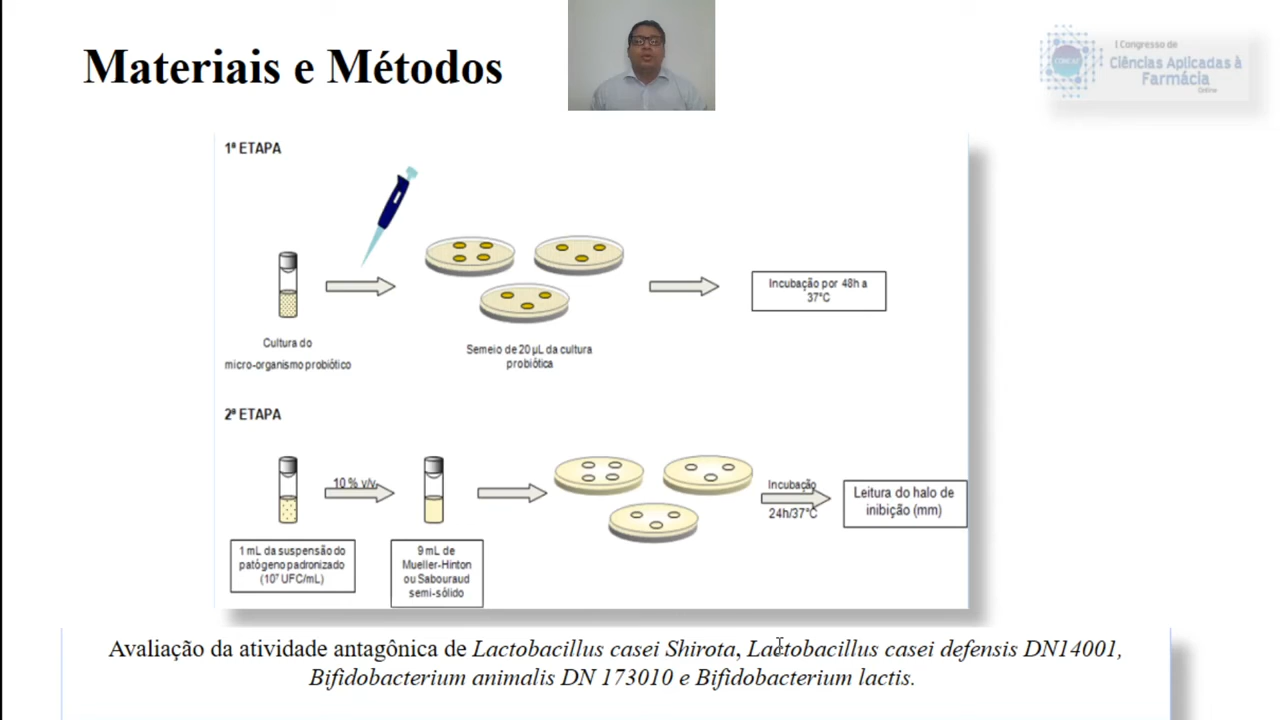 Materiais e Métodos
I Congresso de
Ciências Aplicadas à
Farmácia
Online
1ª ETAPA
Cultura do
micro-organismo probiótico
Semeio de 20 µL da cultura
probiótica
Incubação por 48h a
37°C
2ª ETAPA
10 % v/v
Incubação
24h/37°C
Leitura do halo de
inibição (mm)
1 mL da suspensão do
patógeno padronizado
(10⁷ UFC/mL)
9 mL de
Mueller-Hinton
ou Sabouraud
semi-sólido
Avaliação da atividade antagônica de Lactobacillus casei Shirota, Lactobacillus casei defensis DN14001,
Bifidobacterium animalis DN 173010 e Bifidobacterium lactis.